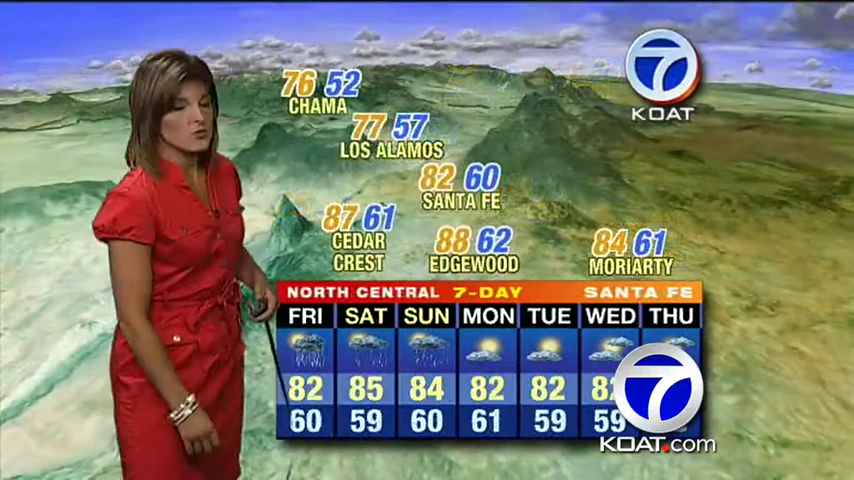 76 52
CHAMA
77 57
LOS ALAMOS
82 60
SANTA FE
87 61
CEDAR
CREST
88 62
EDGEWOOD
84 61
MORIARTY
7
KOAT
NORTH CENTRAL 7-DAY SANTA FE
FRI SAT SUN MON TUE WED THU
82 85 84 82 82
60 59 60 61 59 59
7
KOAT.com